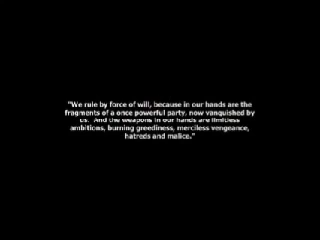 "We rule by force of will, because in our hands are the
fragments of a once powerful party, now vanquished by
us.  And the weapons in our hands are limitless
ambitions, burning greediness, merciless vengeance,
hatreds and malice."